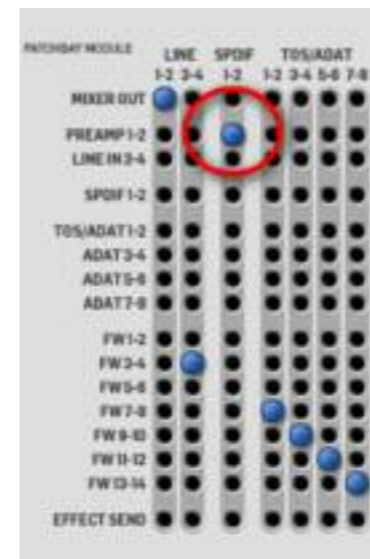 PATCHBAY MODULE
LINE SPDIF TOS/ADAT
1-2 3-4 1-2 1-2 3-4 5-6 7-8
MIXER OUT
PREAMP 1-2
LINE IN 3-4
SPDIF 1-2
TOS/ADAT 1-2
ADAT 3-4
ADAT 5-6
ADAT 7-8
FW 1-2
FW 3-4
FW 5-6
FW 7-8
FW 9-10
FW 11-12
FW 13-14
EFFECT SEND